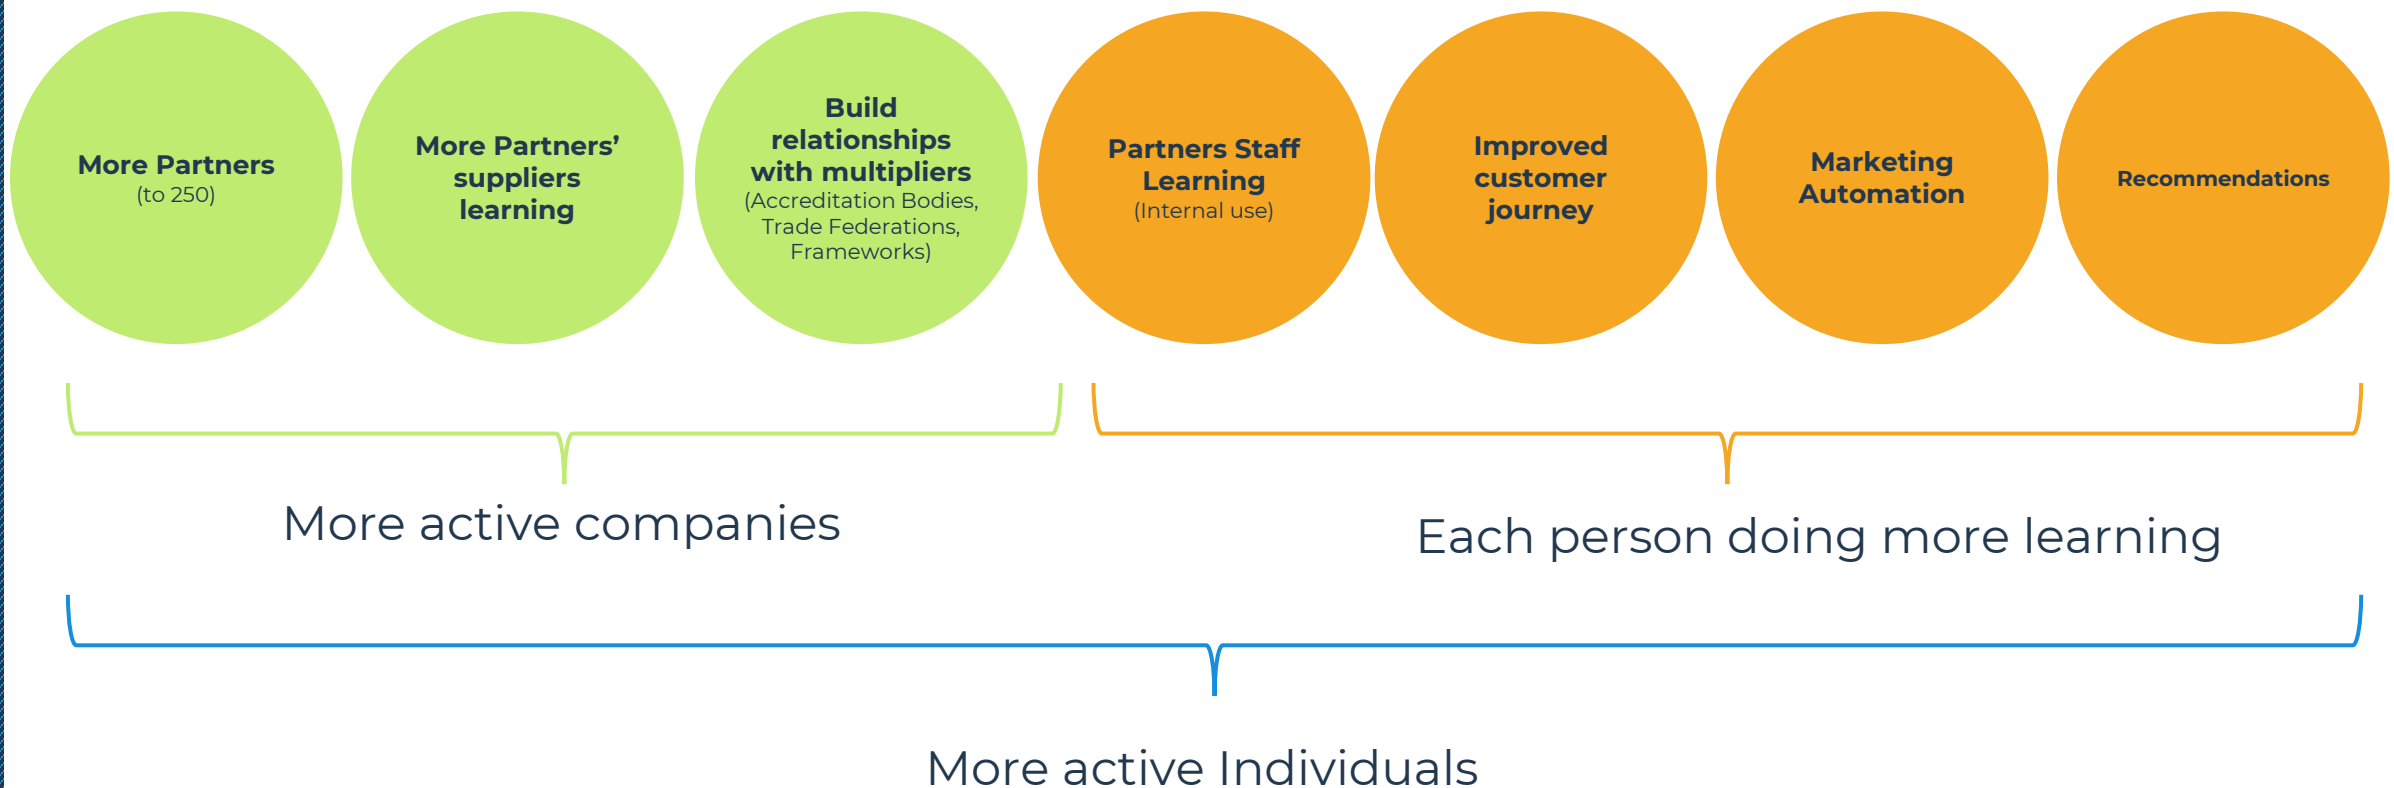 More Partners
(to 250)
More Partners’
suppliers
learning
Build
relationships
with multipliers
(Accreditation Bodies,
Trade Federations,
Frameworks)
Partners Staff
Learning
(Internal use)
Improved
customer
journey
Marketing
Automation
Recommendations
More active companies
Each person doing more learning
More active Individuals